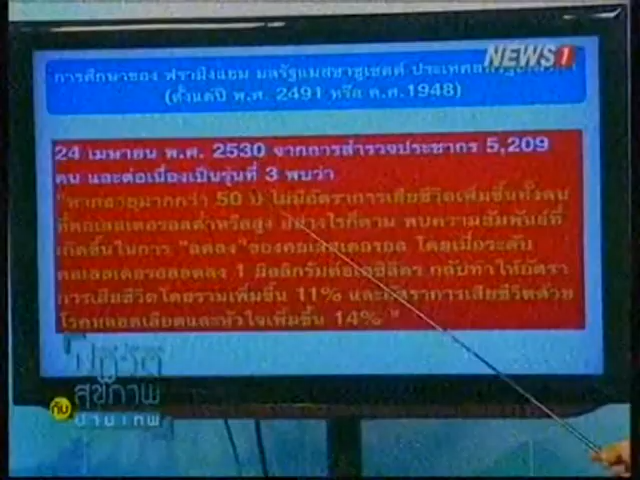 NEWS1
การศึกษาของ ฟรามิงแฮม มลรัฐแมสซาชูเซตต์ ประเทศ
(ตั้งแต่ปี พ.ศ. 2491 หรือ ค.ศ.1948)
24 เมษายน พ.ศ. 2530 จากการสำรวจประชากร 5,209
คน และต่อเนื่องเป็นรุ่นที่ 3 พบว่า
"หากอายุมากกว่า 50 ปี ไม่มีอัตราการเสียชีวิตเพิ่มขึ้นทั้งคน
ที่คอเลสเตอรอลต่ำหรือสูง อย่างไรก็ตาม พบความสัมพันธ์ที่
เกิดขึ้นในการ "ลดลง" ของคอเลสเตอรอล โดยเมื่อระดับ
คอเลสเตอรอลลดลง 1 มิลลิกรัมต่อเดซิลิตร กลับทำให้อัตรา
การเสียชีวิตโดยรวมเพิ่มขึ้น 11% และอัตราการเสียชีวิตด้วย
โรคหลอดเลือดและหัวใจเพิ่มขึ้น 14% "
ปฏิวัติ
สุขภาพ
กับ
ปานเทพ